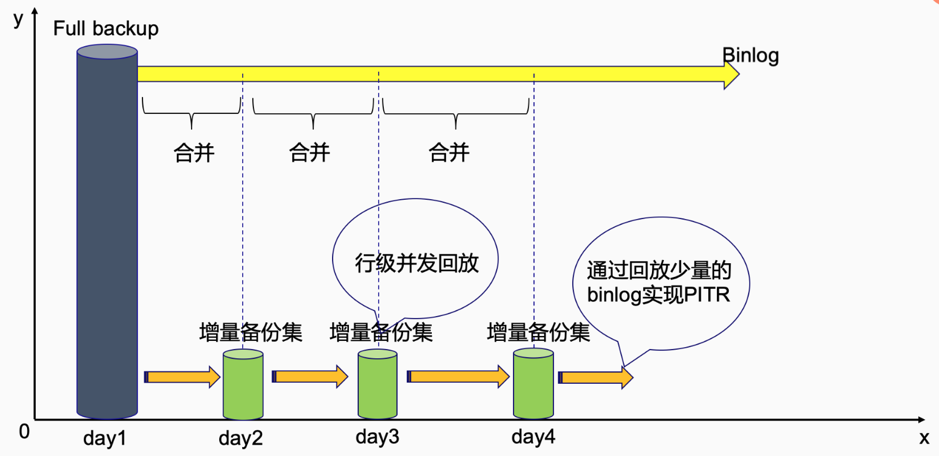 y
Full backup
Binlog
合并
合并
合并
行级并发回放
通过回放少量的
binlog实现PITR
增量备份集
增量备份集
增量备份集
0
day1
day2
day3
day4
x